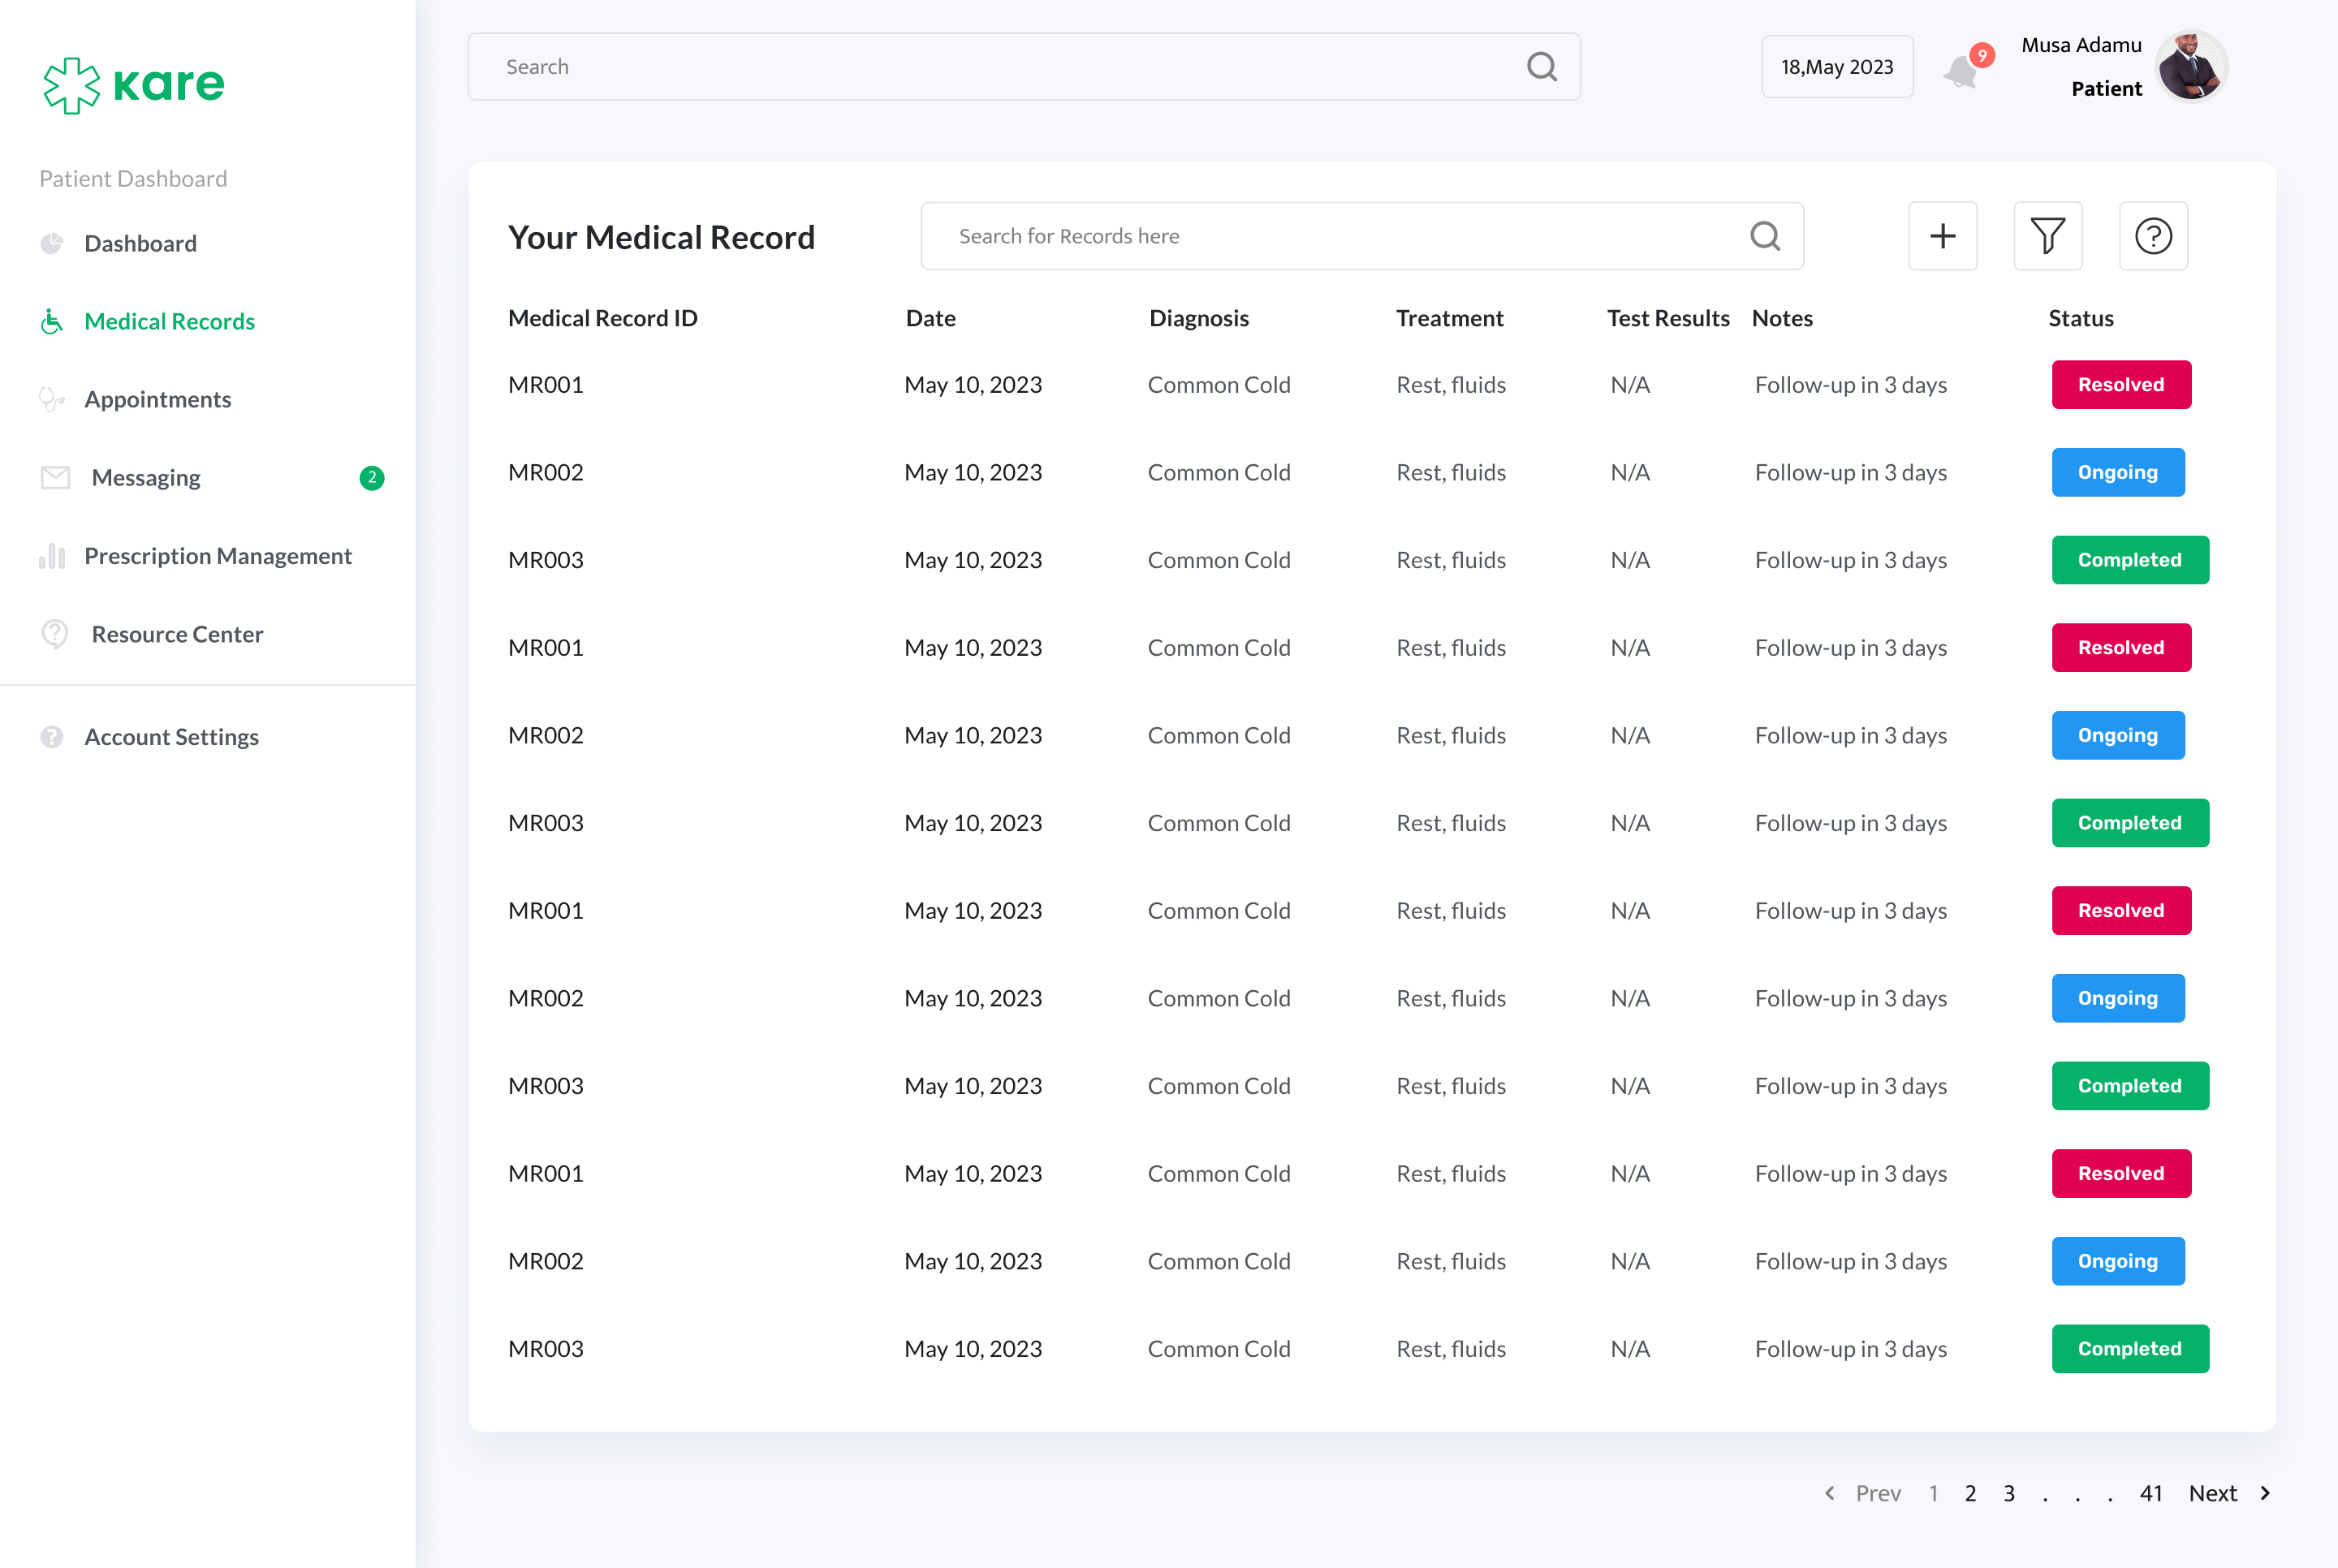 kare
Patient Dashboard
Dashboard
Medical Records
Appointments
Messaging 2
Prescription Management
Resource Center
Account Settings
Search
18,May 2023
9
Musa Adamu
Patient
Your Medical Record
Search for Records here
?
Medical Record ID Date Diagnosis Treatment Test Results Notes Status
MR001 May 10, 2023 Common Cold Rest, fluids N/A Follow-up in 3 days Resolved
MR002 May 10, 2023 Common Cold Rest, fluids N/A Follow-up in 3 days Ongoing
MR003 May 10, 2023 Common Cold Rest, fluids N/A Follow-up in 3 days Completed
MR001 May 10, 2023 Common Cold Rest, fluids N/A Follow-up in 3 days Resolved
MR002 May 10, 2023 Common Cold Rest, fluids N/A Follow-up in 3 days Ongoing
MR003 May 10, 2023 Common Cold Rest, fluids N/A Follow-up in 3 days Completed
MR001 May 10, 2023 Common Cold Rest, fluids N/A Follow-up in 3 days Resolved
MR002 May 10, 2023 Common Cold Rest, fluids N/A Follow-up in 3 days Ongoing
MR003 May 10, 2023 Common Cold Rest, fluids N/A Follow-up in 3 days Completed
MR001 May 10, 2023 Common Cold Rest, fluids N/A Follow-up in 3 days Resolved
MR002 May 10, 2023 Common Cold Rest, fluids N/A Follow-up in 3 days Ongoing
MR003 May 10, 2023 Common Cold Rest, fluids N/A Follow-up in 3 days Completed
< Prev 1 2 3 . . . 41 Next >